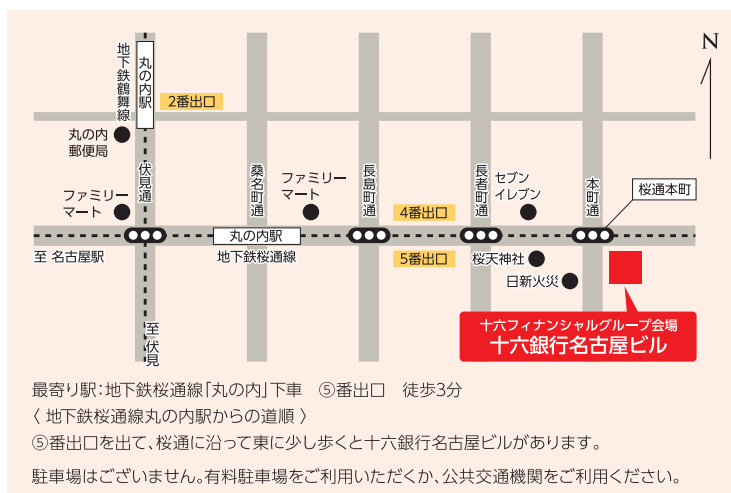 N
地下鉄鶴舞線
丸の内駅
2番出口
丸の内
郵便局
伏見通
桑名町通
長島町通
長者町通
本町通
ファミリー
マート
ファミリー
マート
セブン
イレブン
桜通本町
4番出口
丸の内駅
至 名古屋駅
地下鉄桜通線
5番出口
桜天神社
日新火災
至 伏見
十六フィナンシャルグループ会場
十六銀行名古屋ビル
最寄り駅:地下鉄桜通線「丸の内」下車　⑤番出口　徒歩3分
〈 地下鉄桜通線丸の内駅からの道順 〉
⑤番出口を出て、桜通に沿って東に少し歩くと十六銀行名古屋ビルがあります。
駐車場はございません。有料駐車場をご利用いただくか、公共交通機関をご利用ください。